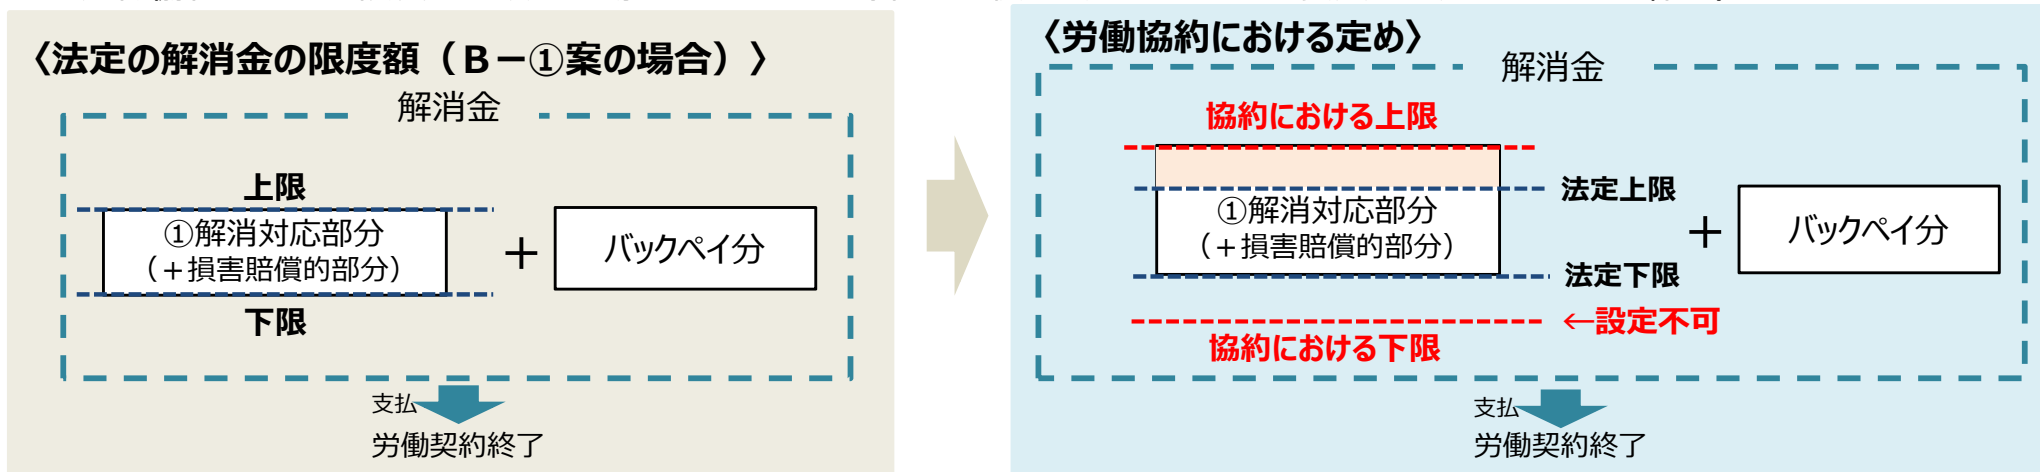 〈法定の解消金の限度額（Ｂ－①案の場合）〉
解消金
上限
①解消対応部分
（＋損害賠償的部分）
＋
バックペイ分
下限
支払
労働契約終了
〈労働協約における定め〉
解消金
協約における上限
法定上限
①解消対応部分
（＋損害賠償的部分）
＋
バックペイ分
法定下限
←設定不可
協約における下限
支払
労働契約終了